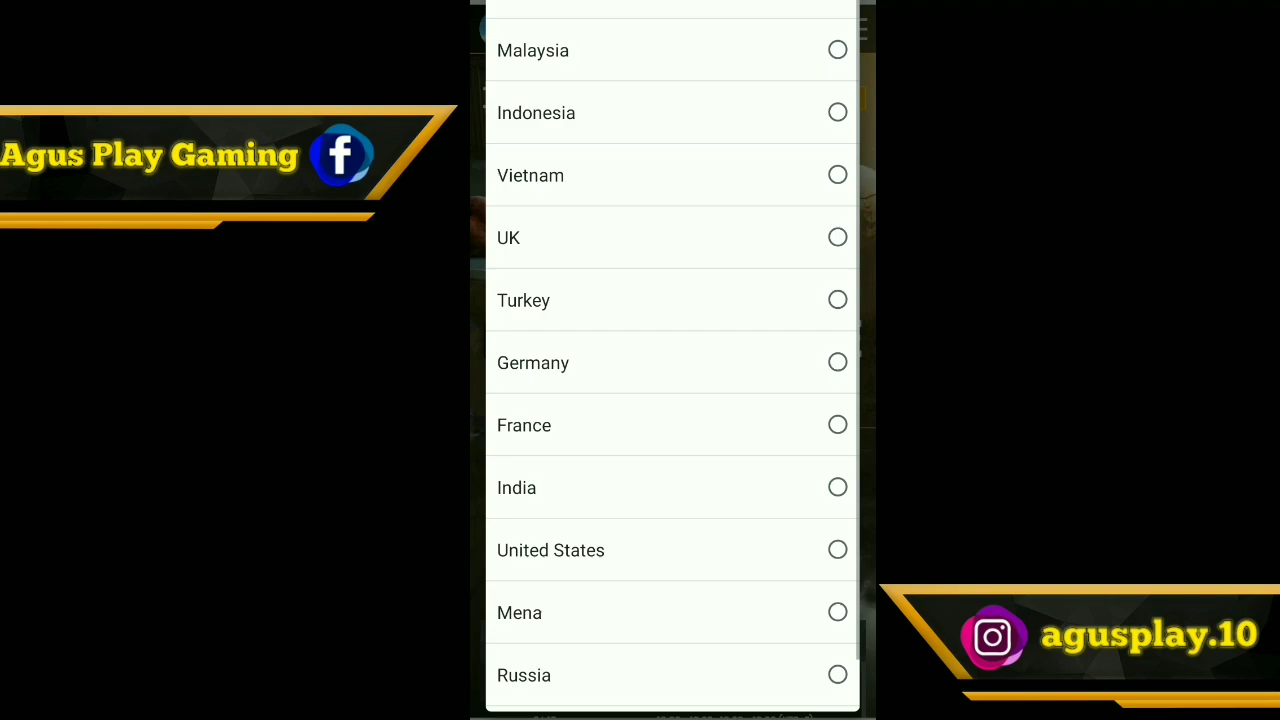 Malaysia
Indonesia
Agus Play Gaming
Vietnam
UK
Turkey
Germany
France
India
United States
Mena
agusplay.10
Russia